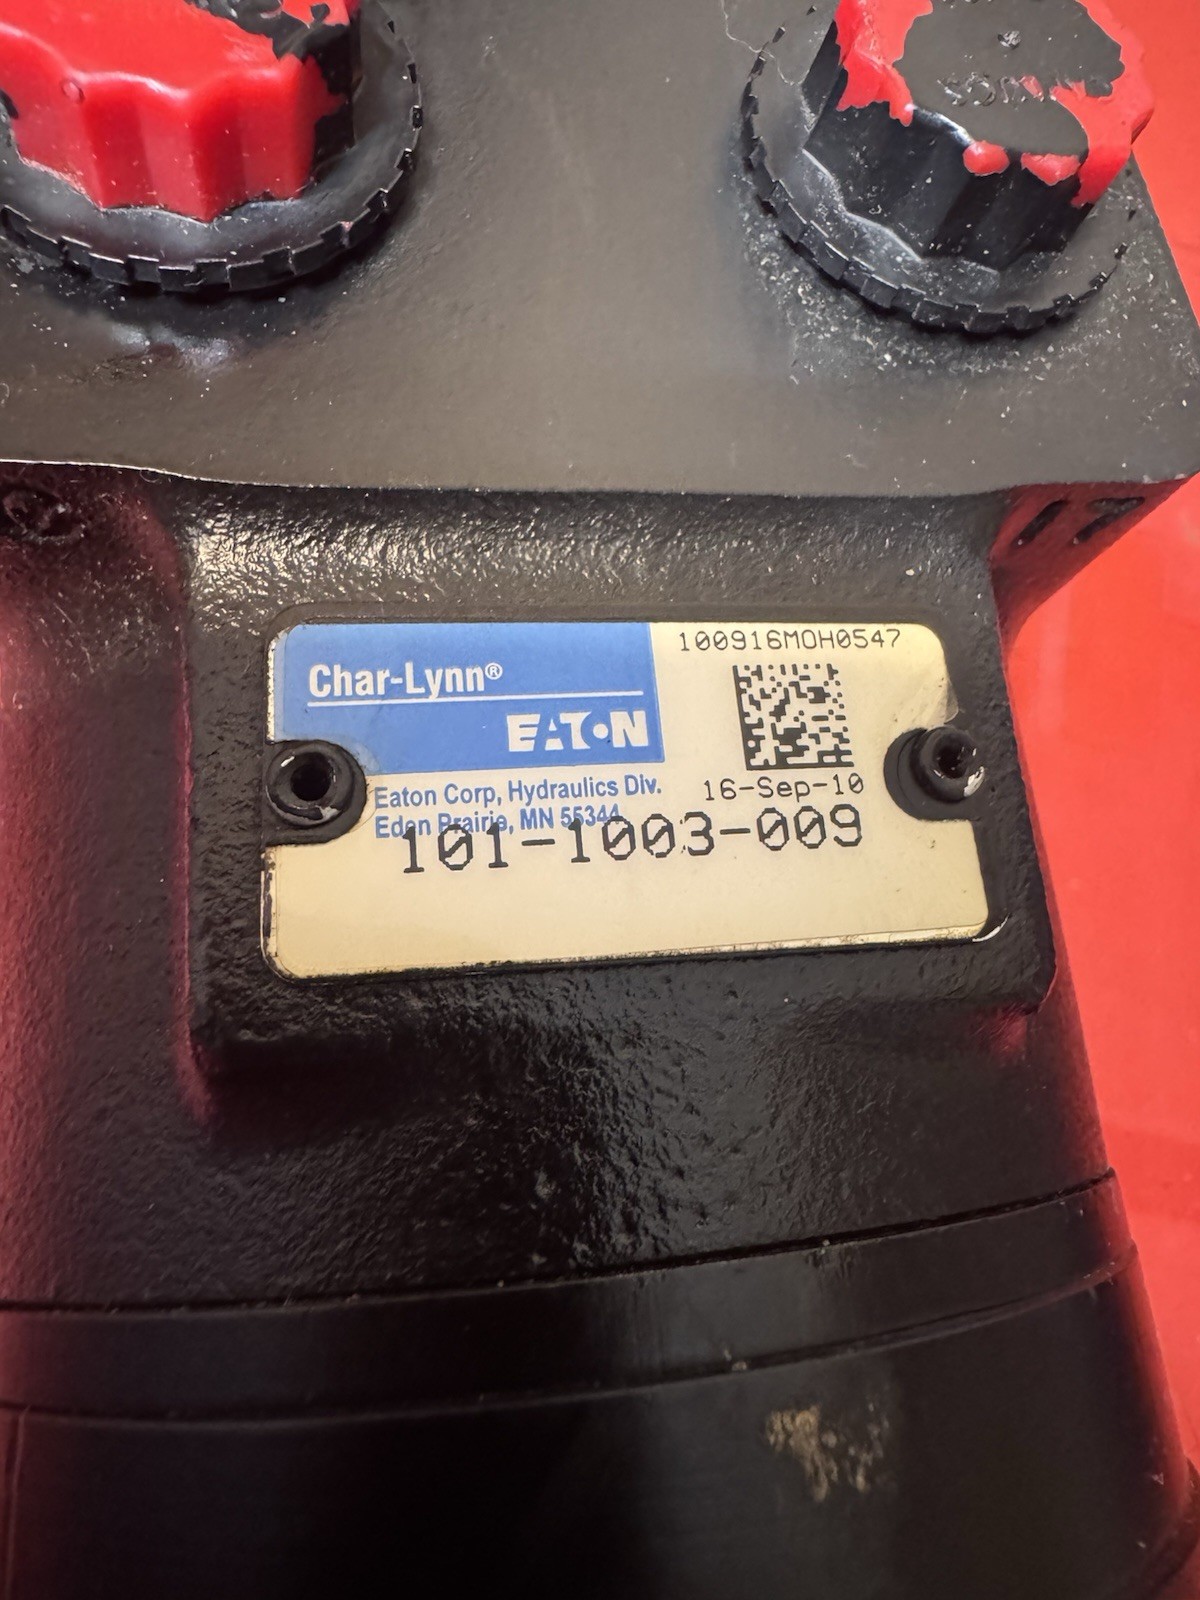 Char-Lynn®
EATON
100916MOH0547
Eaton Corp, Hydraulics Div.
16-Sep-10
Eden Prairie, MN 55344
101-1003-009